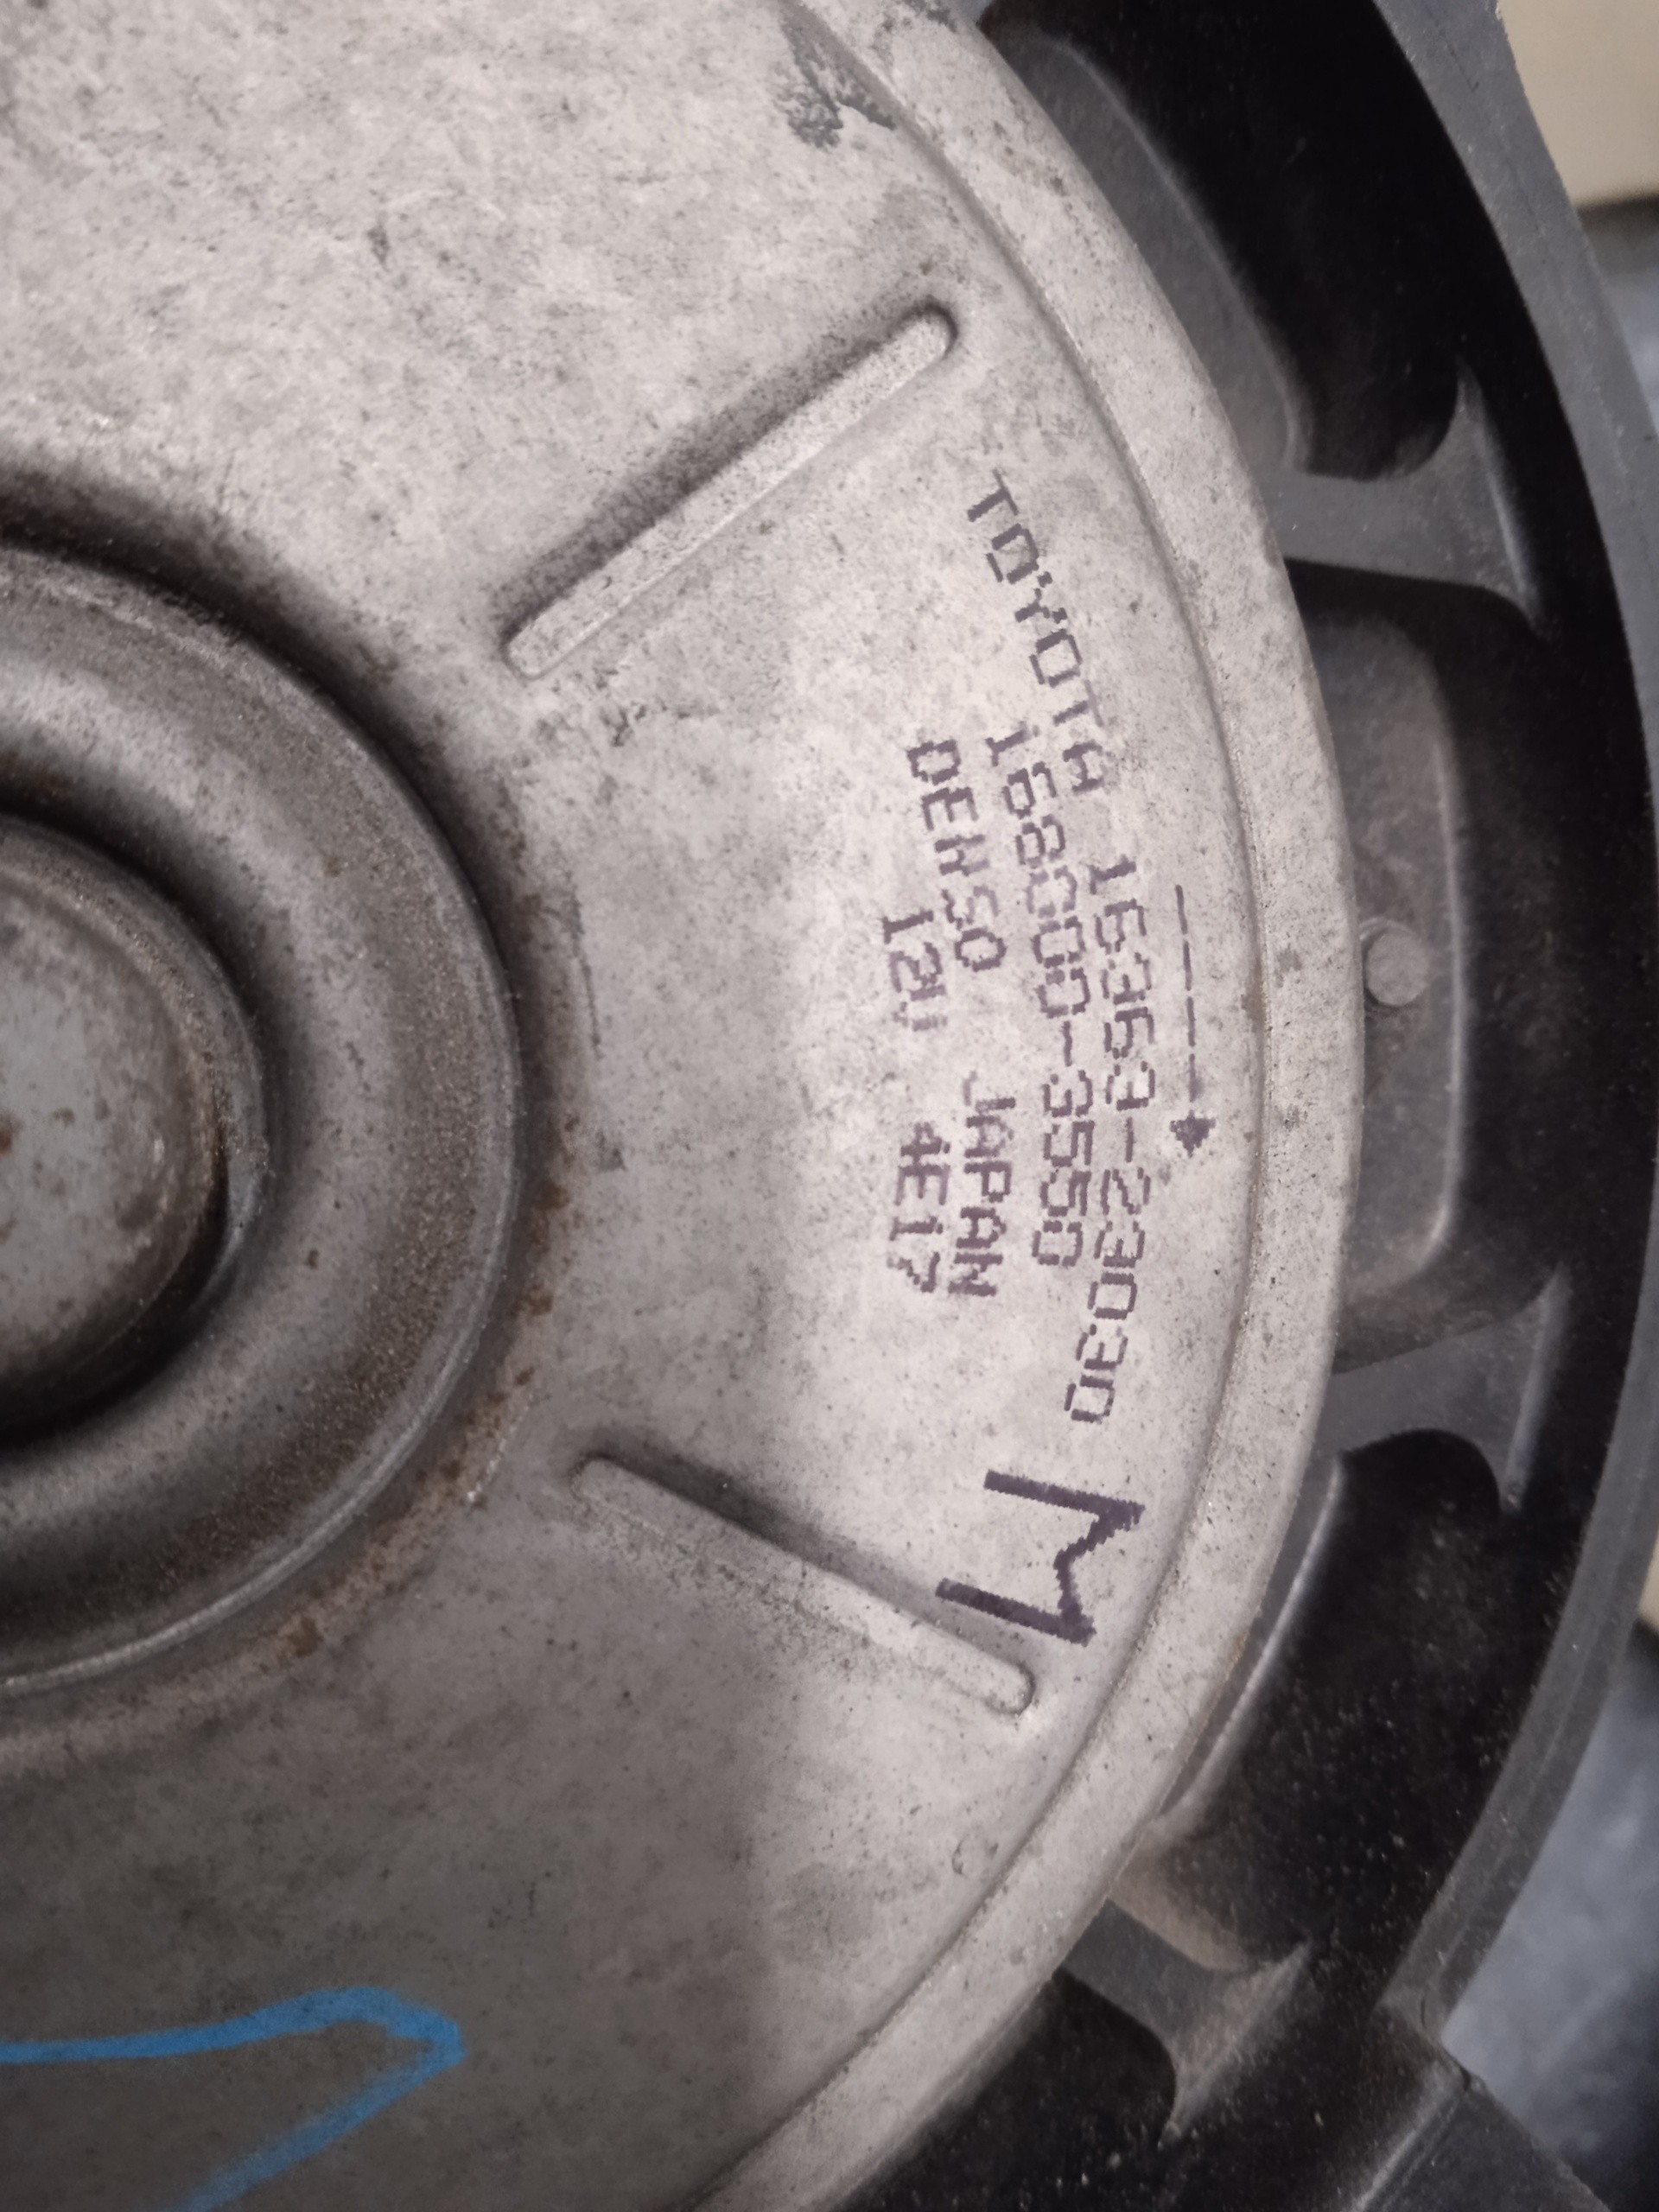 TOYOTA 16363-23030
168000-3550
DENSO JAPAN
12V 4E17
M